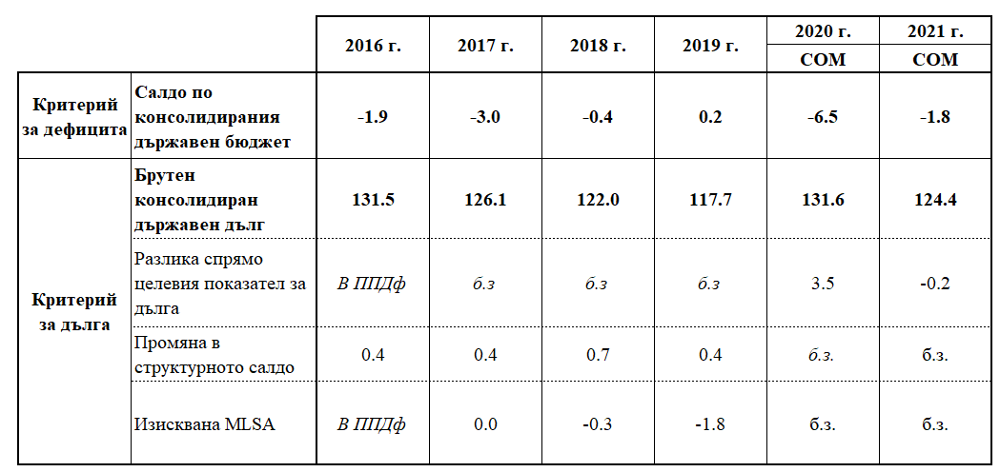 2016 г. 2017 г. 2018 г. 2019 г. 2020 г. 2021 г.
COM COM
Критерий за дефицита
Салдо по консолидирания държавен бюджет
-1.9 -3.0 -0.4 0.2 -6.5 -1.8
Критерий за дълга
Брутен консолидиран държавен дълг
131.5 126.1 122.0 117.7 131.6 124.4
Разлика спрямо целевия показател за дълга
В ППДф б.з б.з б.з 3.5 -0.2
Промяна в структурното салдо
0.4 0.4 0.7 0.4 б.з. б.з.
Изисквана MLSA
В ППДф 0.0 -0.3 -1.8 б.з. б.з.